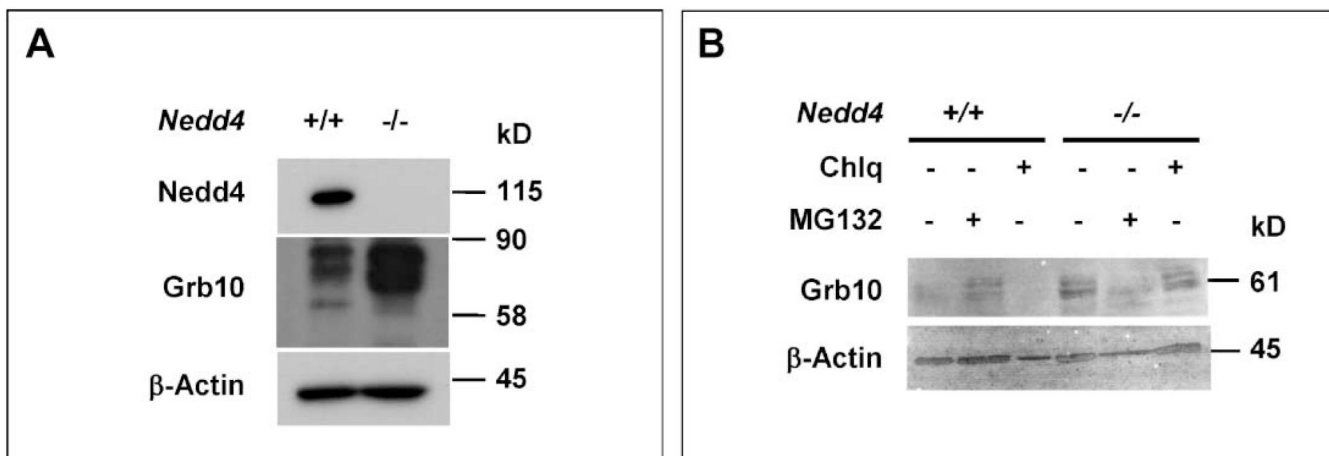 A
Nedd4 +/+ -/- kD
Nedd4 115
90
Grb10
58
β-Actin 45
B
Nedd4 +/+ -/-
Chlq - - + - - +
MG132 - + - - + - kD
Grb10 61
β-Actin 45